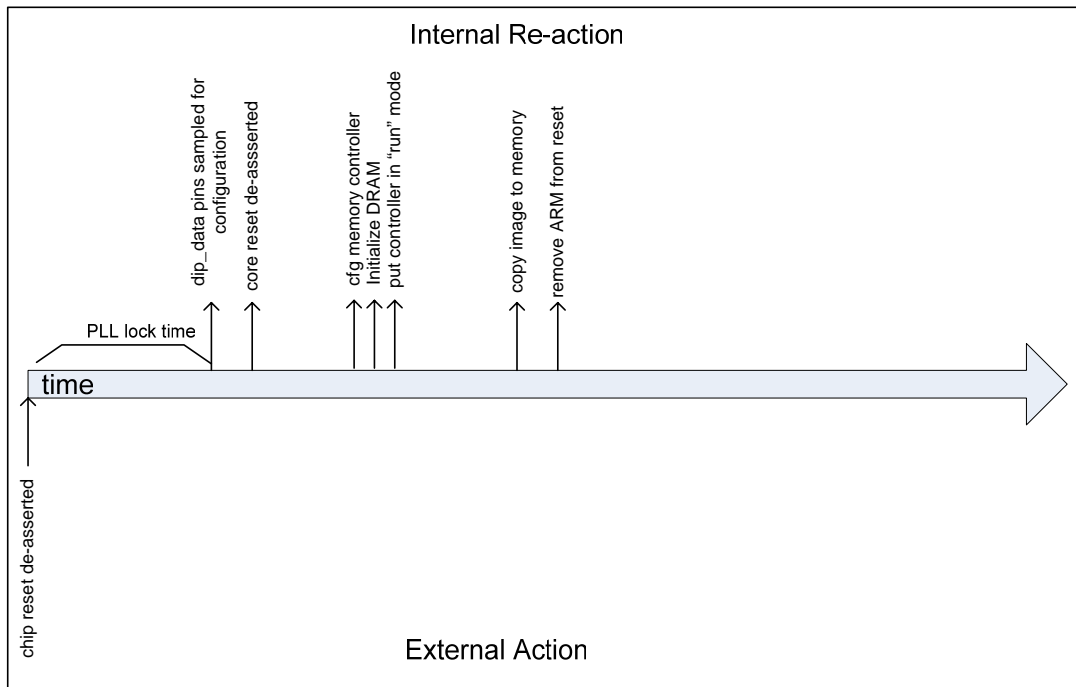 Internal Re-action
dip_data pins sampled for
configuration
core reset de-assserted
cfg memory controller
Initialize DRAM
put controller in “run” mode
copy image to memory
remove ARM from reset
PLL lock time
time
chip reset de-asserted
External Action